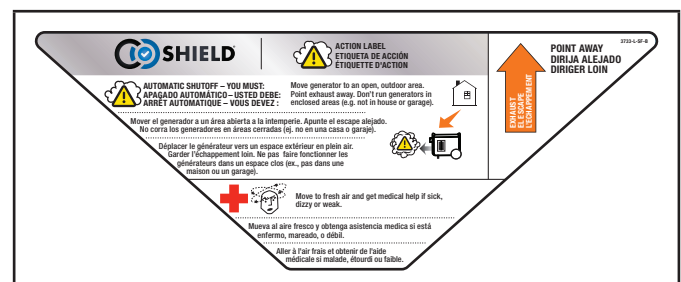 CO SHIELD®
ACTION LABEL
ETIQUETA DE ACCIÓN
ÉTIQUETTE D'ACTION
3733-L-SF-B
POINT AWAY
DIRIJA ALEJADO
DIRIGER LOIN
EXHAUST
EL ESCAPE
L'ÉCHAPPEMENT
AUTOMATIC SHUTOFF – YOU MUST:
APAGADO AUTOMÁTICO – USTED DEBE:
ARRÊT AUTOMATIQUE – VOUS DEVEZ :
Move generator to an open, outdoor area.
Point exhaust away. Don't run generators in
enclosed areas (e.g. not in house or garage).
Mover el generador a un área abierta a la intemperie. Apunte el escape alejado.
No corra los generadores en áreas cerradas (ej. no en una casa o garaje).
Déplacer le générateur vers un espace extérieur en plein air.
Garder l'échappement loin. Ne pas faire fonctionner les
générateurs dans un espace clos (ex., pas dans une
maison ou un garage).
Move to fresh air and get medical help if sick,
dizzy or weak.
Mueva al aire fresco y obtenga asistencia medica si está
enfermo, mareado, o débil.
Aller à l'air frais et obtenir de l'aide
médicale si malade, étourdi ou faible.